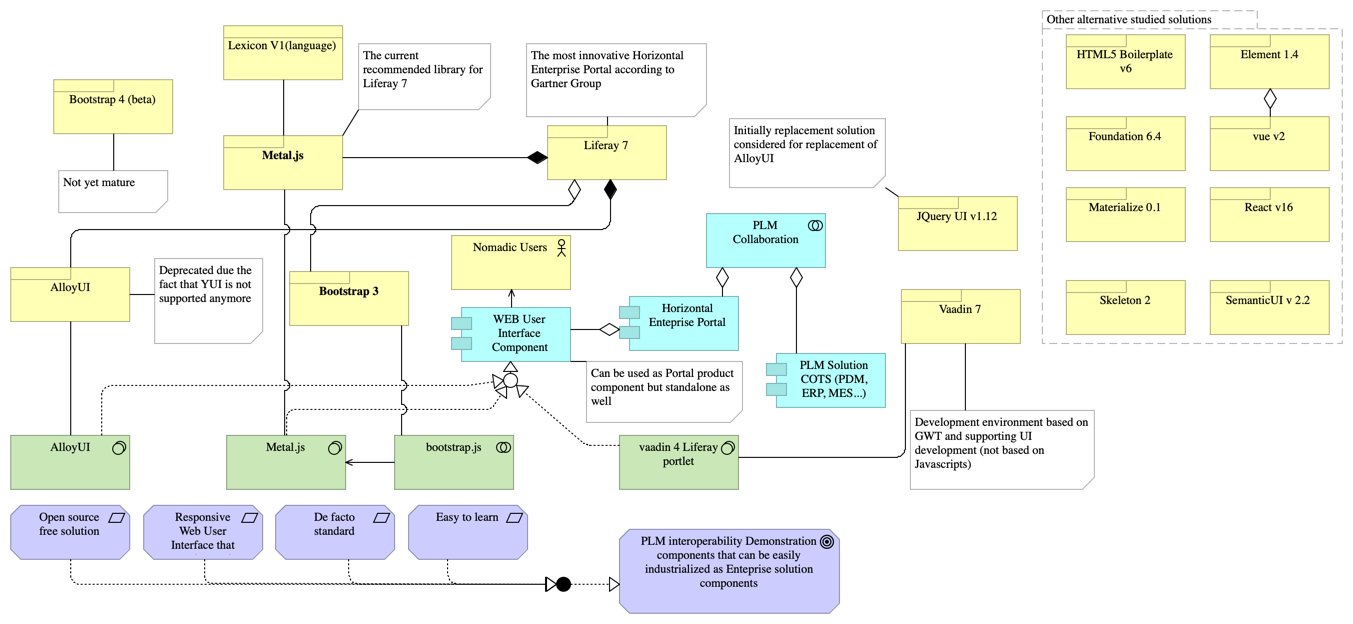 Other alternative studied solutions
Lexicon V1(language)
The current
recommended library for
Liferay 7
The most innovative Horizontal
Enterprise Portal according to
Gartner Group
HTML5 Boilerplate
v6
Element 1.4
Bootstrap 4 (beta)
Metal.js
Liferay 7
Initially replacement solution
considered for replacement of
AlloyUI
Foundation 6.4
vue v2
Not yet mature
Materialize 0.1
React v16
JQuery UI v1.12
PLM
Collaboration
Nomadic Users
AlloyUI
Deprecated due the
fact that YUI is not
supported anymore
Bootstrap 3
WEB User
Interface
Component
Horizontal
Enteprise Portal
Vaadin 7
Skeleton 2
SemanticUI v 2.2
Can be used as Portal product
component but standalone as
well
PLM Solution
COTS (PDM,
ERP, MES...)
Development environment based on
GWT and supporting UI
development (not based on
Javascripts)
AlloyUI
Metal.js
bootstrap.js
vaadin 4 Liferay
portlet
Open source
free solution
Responsive
Web User
Interface that
De facto
standard
Easy to learn
PLM interoperability Demonstration
components that can be easily
industrialized as Enteprise solution
components